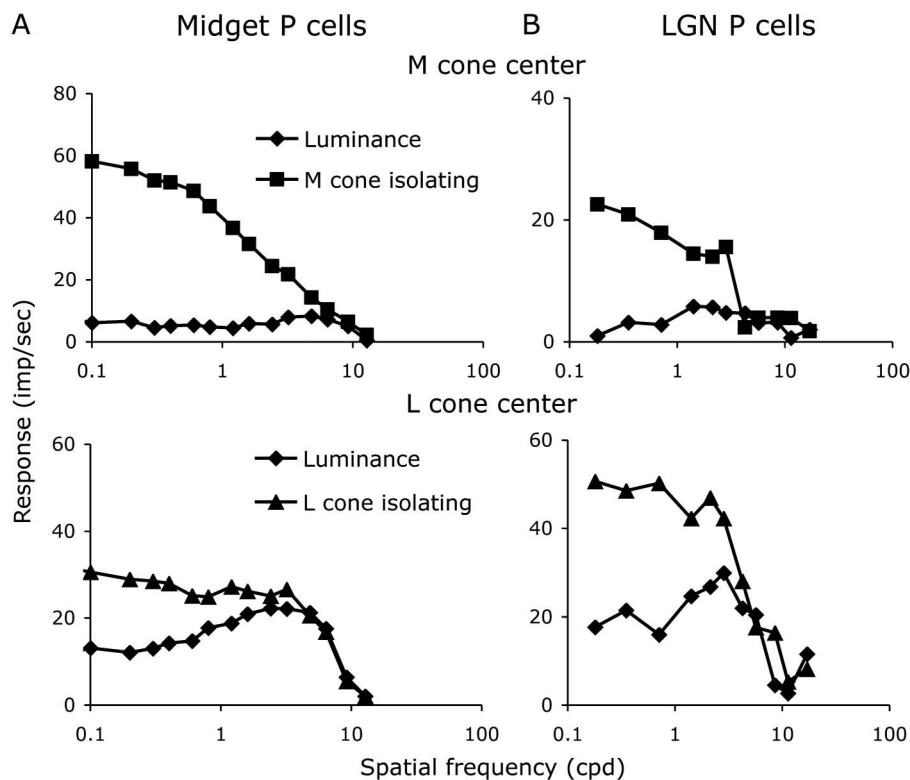 A Midget P cells B LGN P cells
M cone center
80
60
40
20
0
Luminance
M cone isolating
0.1 1 10 100
40
20
0
0.1 1 10 100
L cone center
60
40
20
0
Luminance
L cone isolating
0.1 1 10 100
60
40
20
0
0.1 1 10 100
Response (imp/sec)
Spatial frequency (cpd)